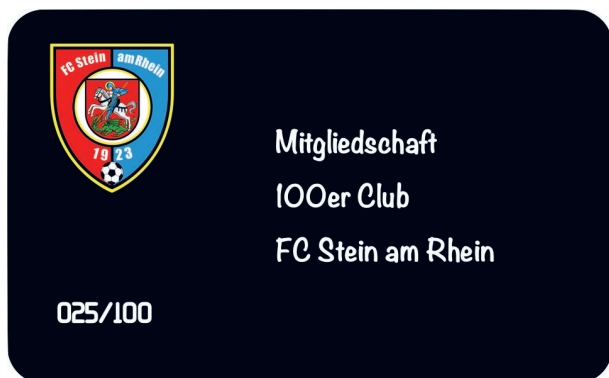 FC Stein am Rhein
19 23
Mitgliedschaft
100er Club
FC Stein am Rhein
025/100